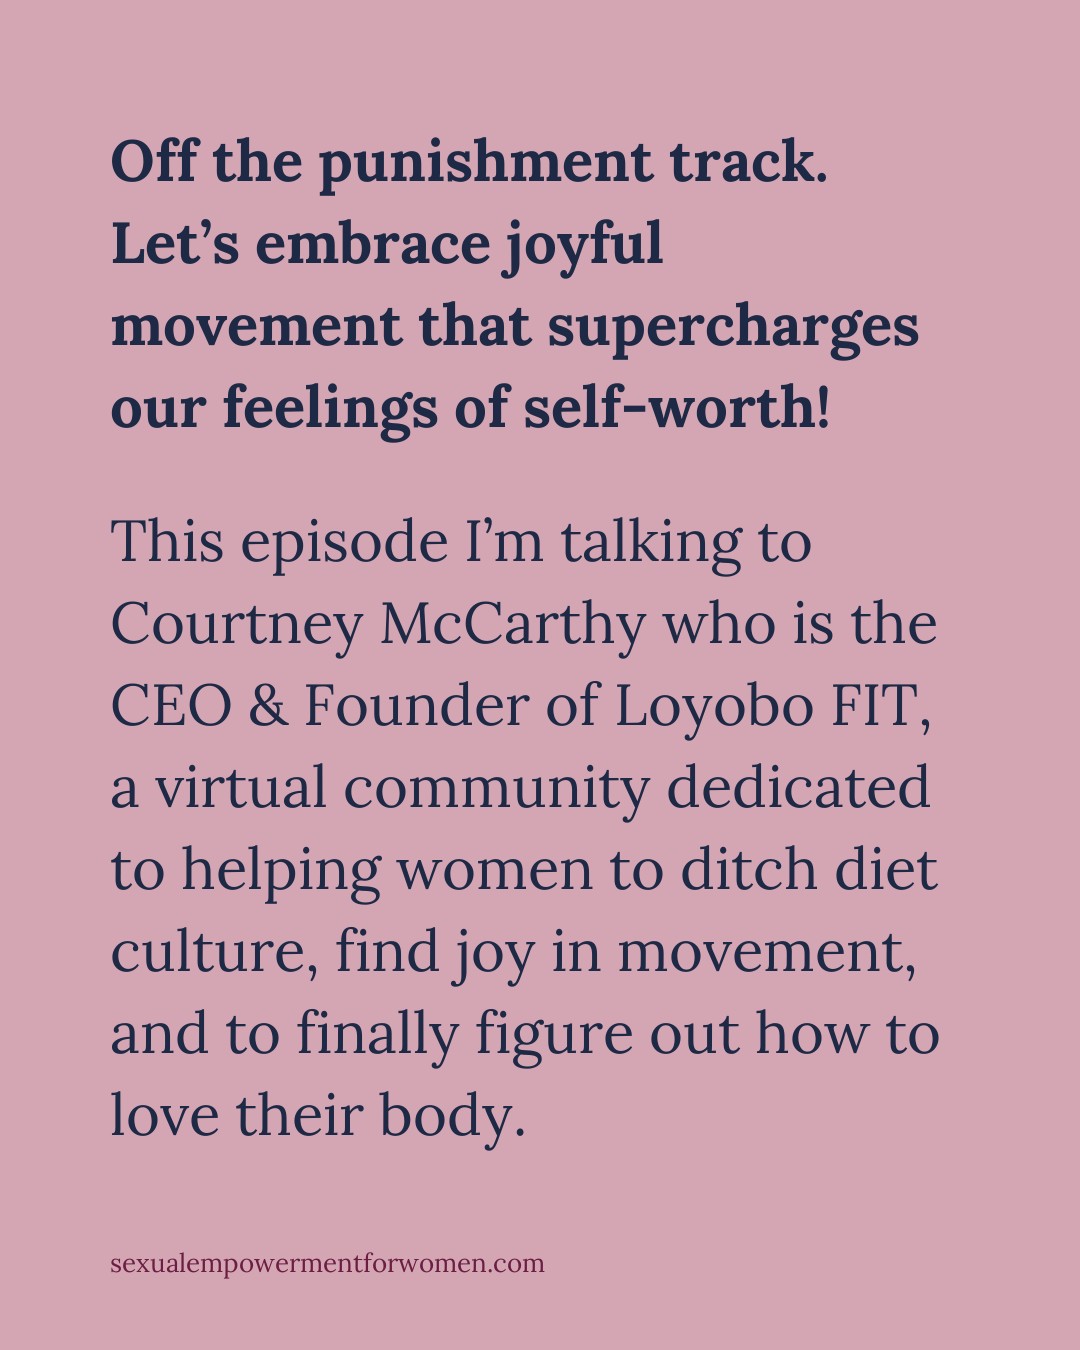 Off the punishment track.
Let’s embrace joyful
movement that supercharges
our feelings of self-worth!
This episode I’m talking to
Courtney McCarthy who is the
CEO & Founder of Loyobo FIT,
a virtual community dedicated
to helping women to ditch diet
culture, find joy in movement,
and to finally figure out how to
love their body.
sexualempowermentforwomen.com